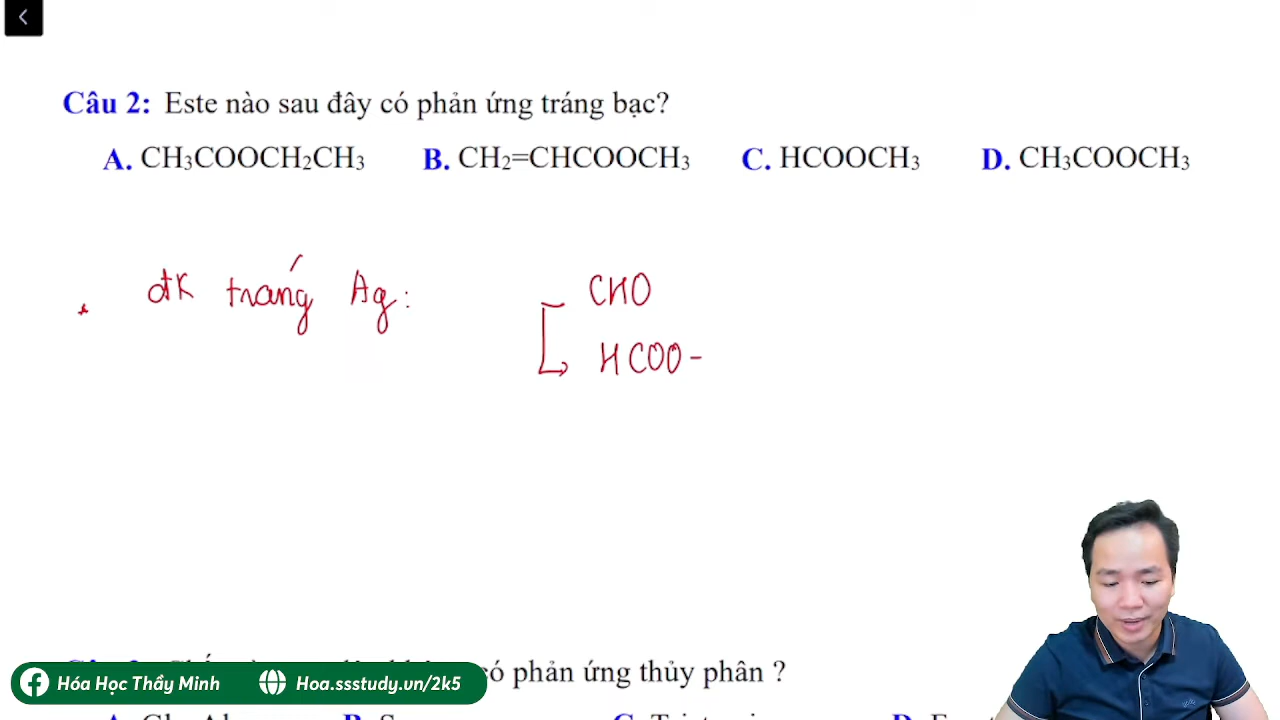 Câu 2: Este nào sau đây có phản ứng tráng bạc?
A. CH₃COOCH₂CH₃ B. CH₂=CHCOOCH₃ C. HCOOCH₃ D. CH₃COOCH₃
đk tráng Ag:
CHO
HCOO-
có phản ứng thủy phân ?
Hóa Học Thầy Minh Hoa.ssstudy.vn/2k5